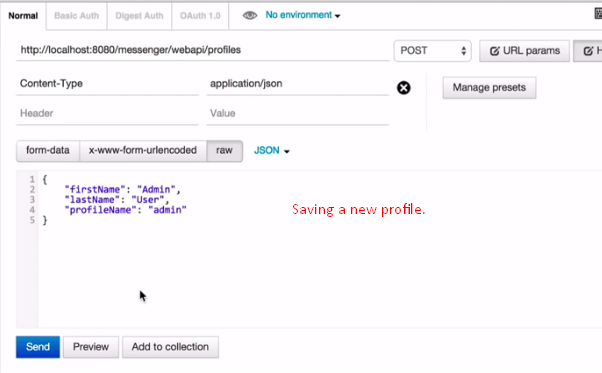 Normal Basic Auth Digest Auth OAuth 1.0 No environment
http://localhost:8080/messenger/webapi/profiles POST URL params
Content-Type application/json Manage presets
Header Value
form-data x-www-form-urlencoded raw JSON
1 {
2 "firstName": "Admin",
3 "lastName": "User",
4 "profileName": "admin"
5 }
Saving a new profile.
Send Preview Add to collection